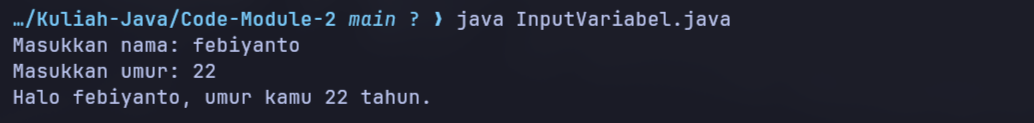 …/Kuliah-Java/Code-Module-2 main ? ❱ java InputVariabel.java
Masukkan nama: febiyanto
Masukkan umur: 22
Halo febiyanto, umur kamu 22 tahun.